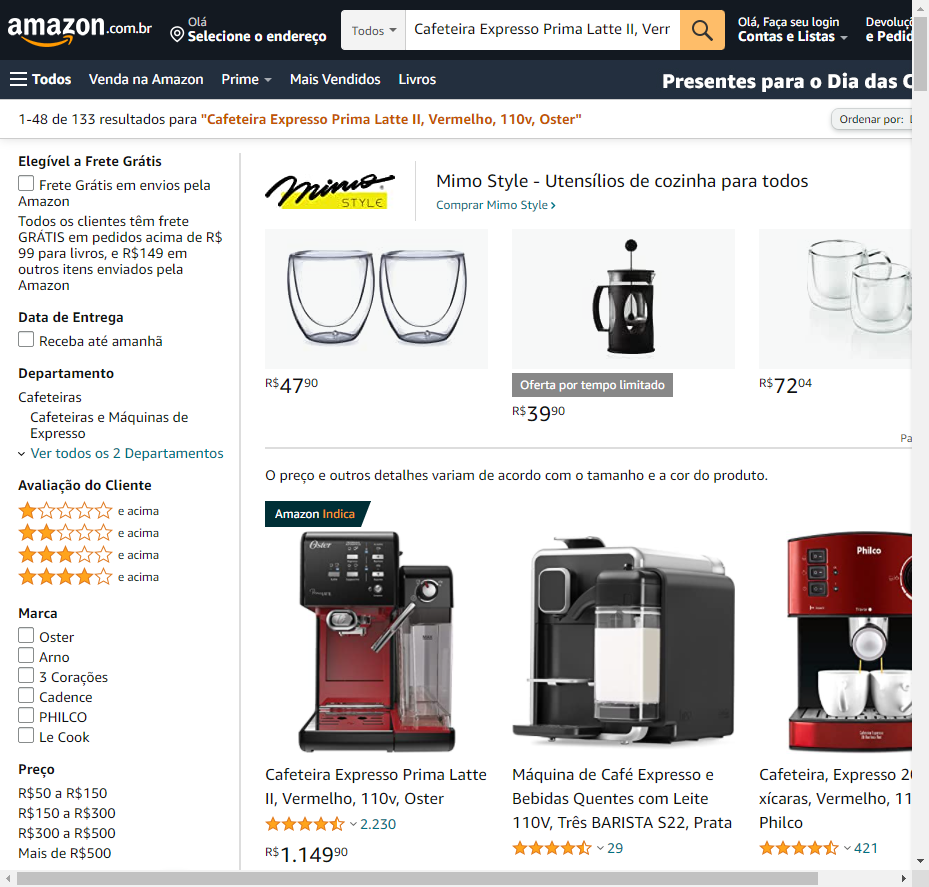 amazon.com.br
Olá
Selecione o endereço
Todos
Cafeteira Expresso Prima Latte II, Verr
Olá, Faça seu login
Contas e Listas
Devoluç
e Pedid
Todos
Venda na Amazon
Prime
Mais Vendidos
Livros
Presentes para o Dia das C
1-48 de 133 resultados para "Cafeteira Expresso Prima Latte II, Vermelho, 110v, Oster"
Ordenar por:
Elegível a Frete Grátis
Frete Grátis em envios pela
Amazon
Todos os clientes têm frete
GRÁTIS em pedidos acima de R$
99 para livros, e R$149 em
outros itens enviados pela
Amazon
Data de Entrega
Receba até amanhã
Departamento
Cafeteiras
Cafeteiras e Máquinas de
Expresso
Ver todos os 2 Departamentos
Avaliação do Cliente
e acima
e acima
e acima
e acima
Marca
Oster
Arno
3 Corações
Cadence
PHILCO
Le Cook
Preço
R$50 a R$150
R$150 a R$300
R$300 a R$500
Mais de R$500
mimo
STYLE
Mimo Style - Utensílios de cozinha para todos
Comprar Mimo Style
R$4790
Oferta por tempo limitado
R$3990
R$7204
Pa
O preço e outros detalhes variam de acordo com o tamanho e a cor do produto.
Amazon Indica
Oster
Philco
Cafeteira Expresso Prima Latte
II, Vermelho, 110v, Oster
2.230
R$1.14990
Máquina de Café Expresso e
Bebidas Quentes com Leite
110V, Três BARISTA S22, Prata
29
Cafeteira, Expresso 20
xícaras, Vermelho, 11
Philco
421